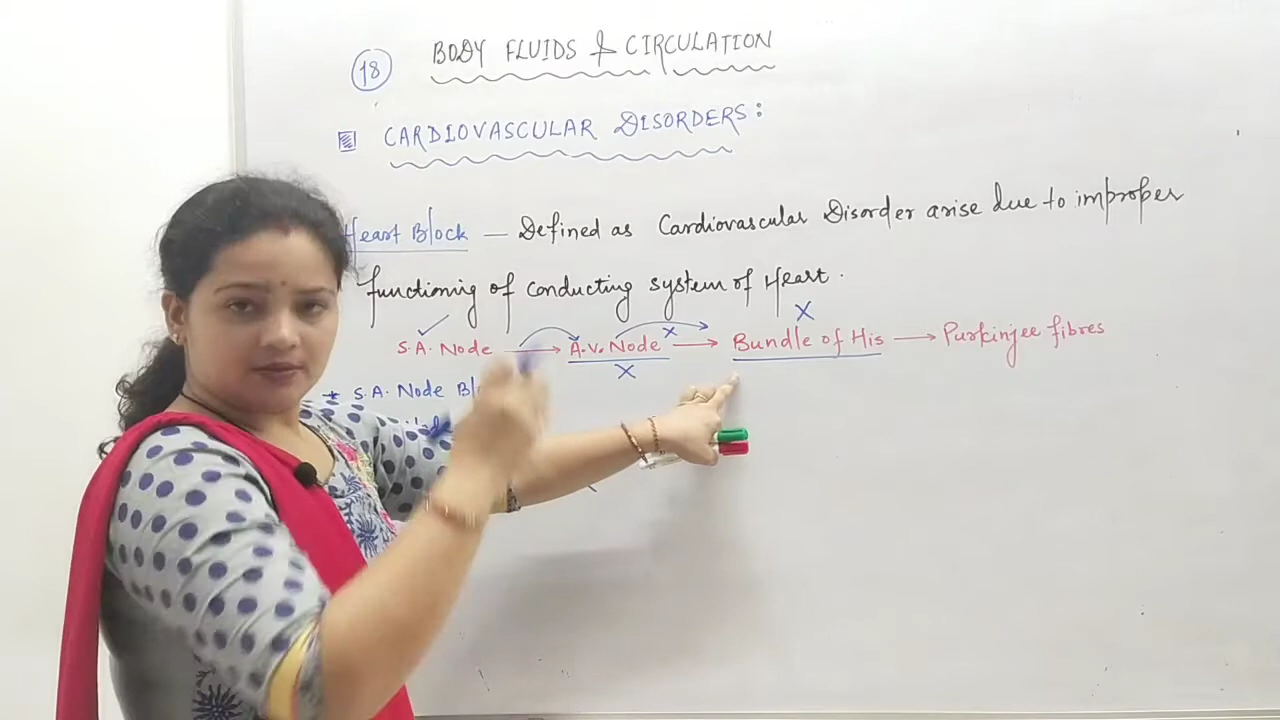 18 BODY FLUIDS & CIRCULATION
CARDIOVASCULAR DISORDERS:
Heart Block — Defined as Cardiovascular Disorder arise due to improper
functioning of conducting system of Heart.
S.A. Node → A.V. Node → Bundle of His → Purkinjee fibres
* S.A. Node